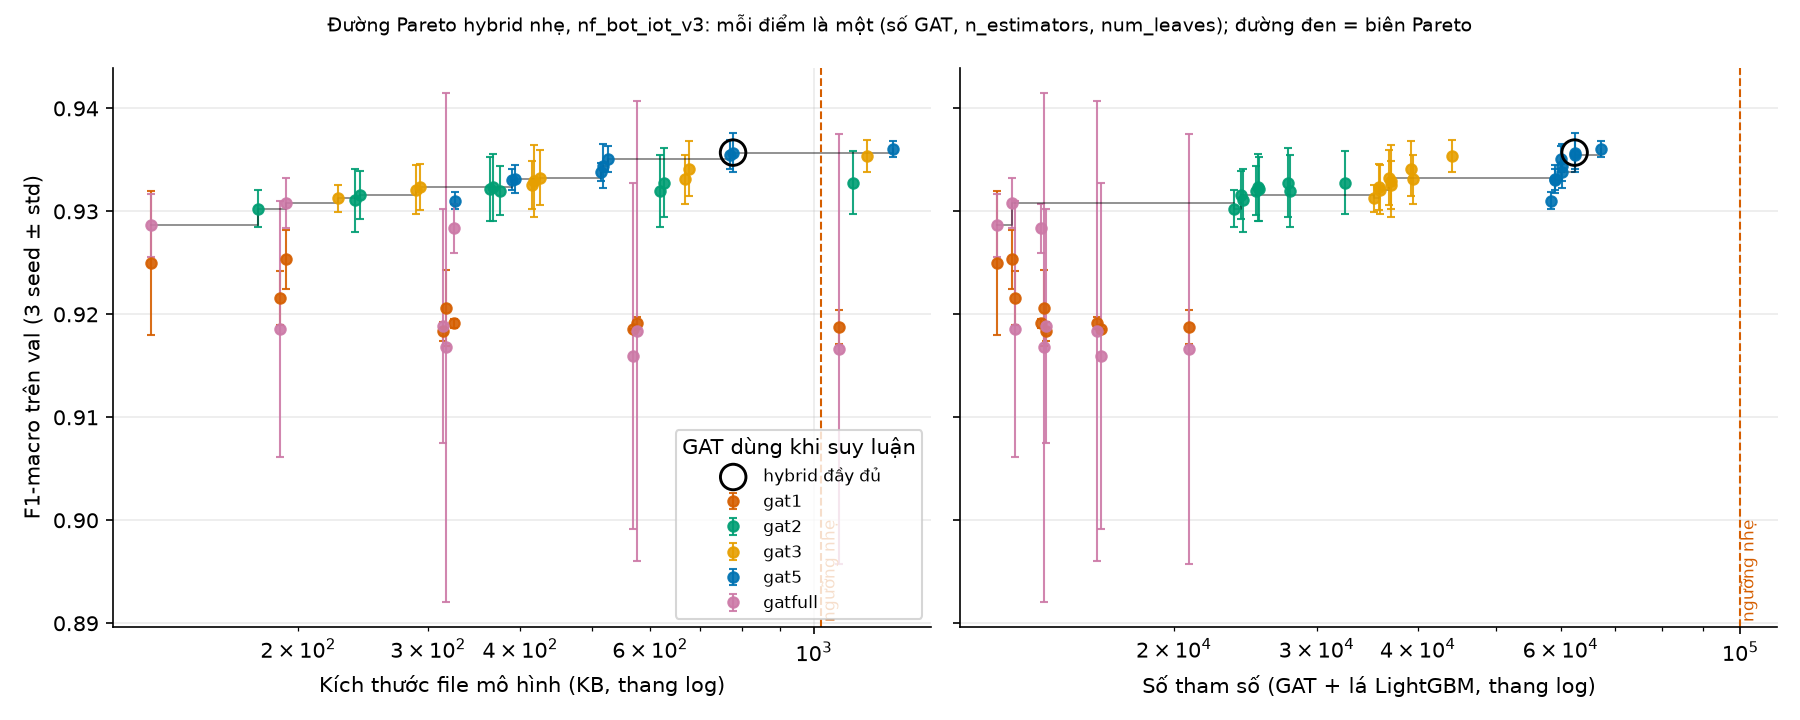 Đường Pareto hybrid nhẹ, nf_bot_iot_v3: mỗi điểm là một (số GAT, n_estimators, num_leaves); đường đen = biên Pareto
F1-macro trên val (3 seed ± std)
0.94
0.93
0.92
0.91
0.90
0.89
GAT dùng khi suy luận
hybrid đầy đủ
gat1
gat2
gat3
gat5
gatfull
ngưỡng nhẹ
2 × 10²
3 × 10²
4 × 10²
6 × 10²
10³
Kích thước file mô hình (KB, thang log)
ngưỡng nhẹ
2 × 10⁴
3 × 10⁴
4 × 10⁴
6 × 10⁴
10⁵
Số tham số (GAT + lá LightGBM, thang log)